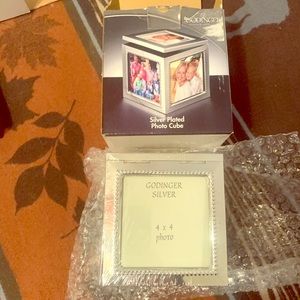 GODINGER
Silver Plated
Photo Cube
GODINGER
SILVER
4 x 4
photo